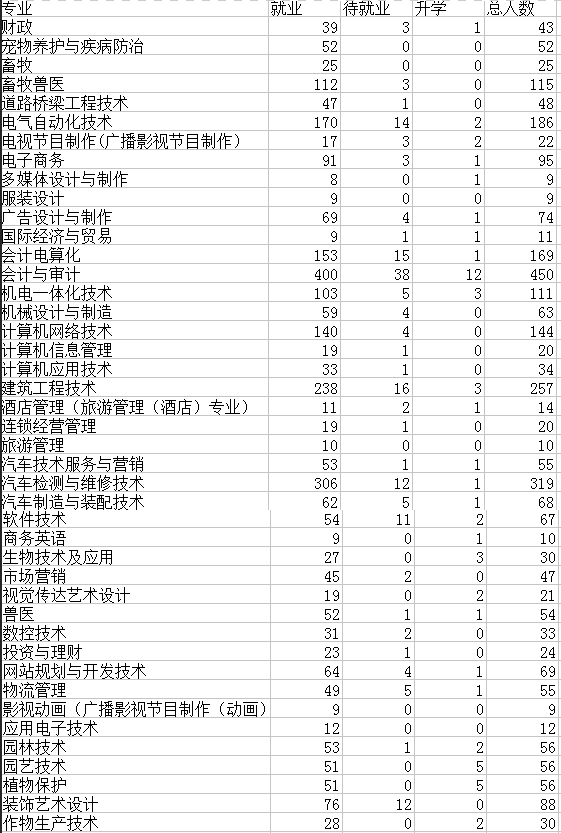 专业 就业 待就业 升学 总人数
财政 39 3 1 43
宠物养护与疾病防治 52 0 0 52
畜牧 25 0 0 25
畜牧兽医 112 3 0 115
道路桥梁工程技术 47 1 0 48
电气自动化技术 170 14 2 186
电视节目制作(广播影视节目制作） 17 3 2 22
电子商务 91 3 1 95
多媒体设计与制作 8 0 1 9
服装设计 9 0 0 9
广告设计与制作 69 4 1 74
国际经济与贸易 9 1 1 11
会计电算化 153 15 1 169
会计与审计 400 38 12 450
机电一体化技术 103 5 3 111
机械设计与制造 59 4 0 63
计算机网络技术 140 4 0 144
计算机信息管理 19 1 0 20
计算机应用技术 33 1 0 34
建筑工程技术 238 16 3 257
酒店管理（旅游管理（酒店）专业） 11 2 1 14
连锁经营管理 19 1 0 20
旅游管理 10 0 0 10
汽车技术服务与营销 53 1 1 55
汽车检测与维修技术 306 12 1 319
汽车制造与装配技术 62 5 1 68
软件技术 54 11 2 67
商务英语 9 0 1 10
生物技术及应用 27 0 3 30
市场营销 45 2 0 47
视觉传达艺术设计 19 0 2 21
兽医 52 1 1 54
数控技术 31 2 0 33
投资与理财 23 1 0 24
网站规划与开发技术 64 4 1 69
物流管理 49 5 1 55
影视动画（广播影视节目制作（动画） 9 0 0 9
应用电子技术 12 0 0 12
园林技术 53 1 2 56
园艺技术 51 0 5 56
植物保护 51 0 5 56
装饰艺术设计 76 12 0 88
作物生产技术 28 0 2 30